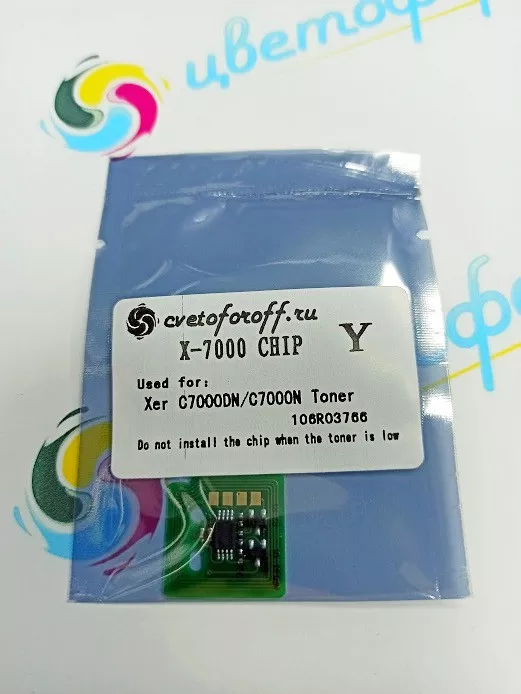 цветоф
cvetoforoff.ru
X-7000 CHIP
Y
Used for:
Xer C7000DN/C7000N Toner
106R03766
Do not install the chip when the toner is low